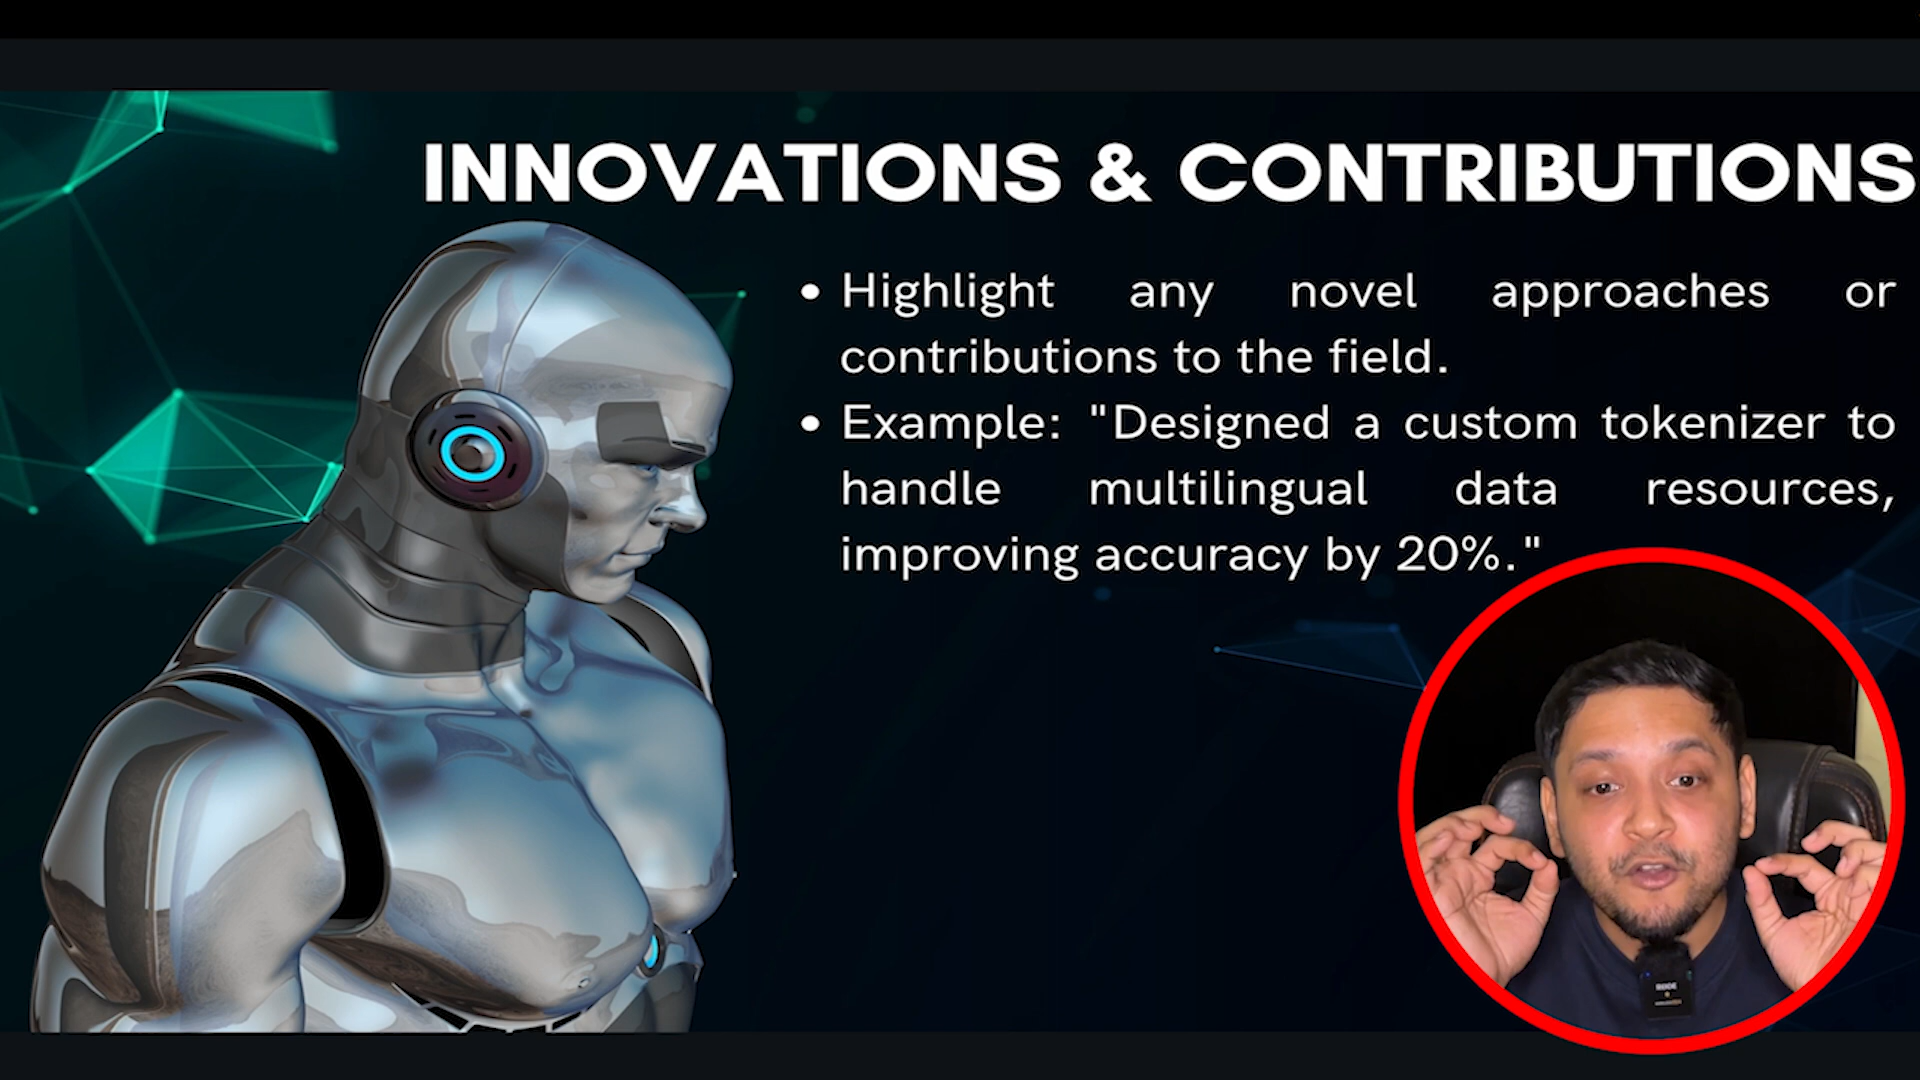 INNOVATIONS & CONTRIBUTIONS
• Highlight any novel approaches or
contributions to the field.
• Example: "Designed a custom tokenizer to
handle multilingual data resources,
improving accuracy by 20%."
RODE